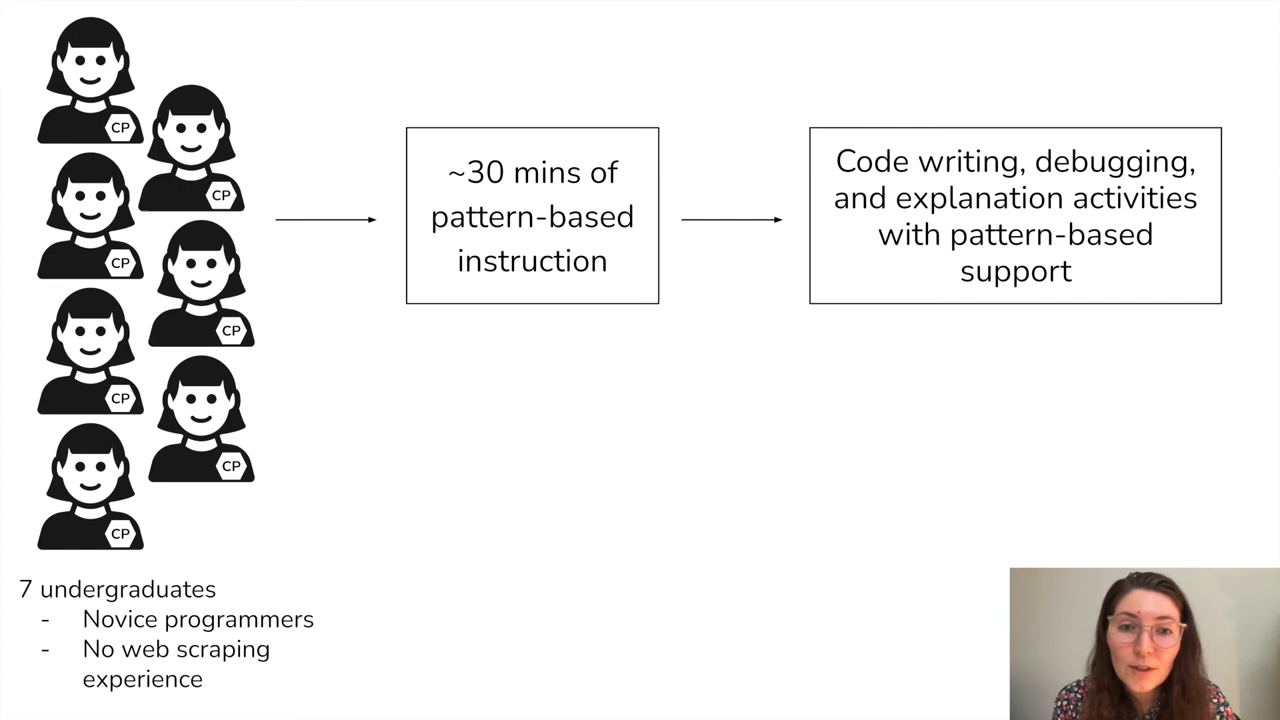 CP
CP
CP
CP
CP
CP
CP
7 undergraduates
- Novice programmers
- No web scraping
experience
~30 mins of
pattern-based
instruction
Code writing, debugging,
and explanation activities
with pattern-based
support